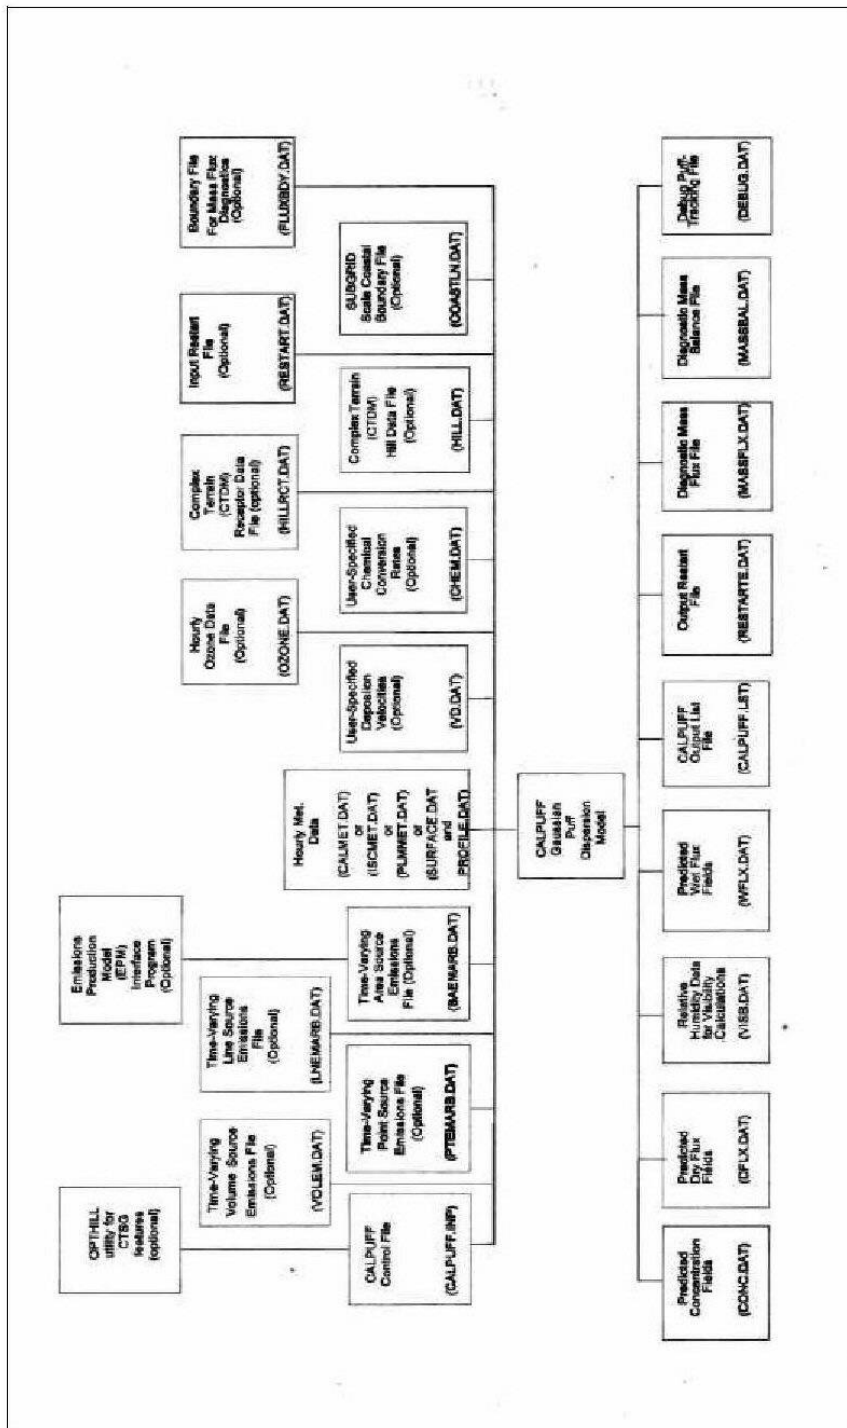 OPTHILL
utility for
CTSG
features
(optional)
Emissions
Production
Model
(EPM)
Interface
Program
(Optional)
Time-Varying
Volume Source
Emissions File
(Optional)
(VOLEM.DAT)
Time-Varying
Line Source
Emissions
File
(Optional)
(LNEMARB.DAT)
Hourly
Ozone Data
File
(Optional)
(OZONE.DAT)
Complex
Terrain
(CTDM)
Receptor Data
File (optional)
(HILLRCT.DAT)
Input Restart
File
(Optional)
(RESTART.DAT)
Boundary File
For Mass Flux
Diagnostics
(Optional)
(FLUXBDY.DAT)
CALPUFF
Control File
(CALPUFF.INP)
Time-Varying
Point Source
Emissions File
(Optional)
(PTEMARB.DAT)
Time-Varying
Area Source
Emissions
File (Optional)
(BAEMARB.DAT)
Hourly Met.
Data
(CALMET.DAT)
or
(ISCMET.DAT)
or
(PLMMET.DAT)
or
(SURFACE.DAT
and
PROFILE.DAT)
User-Specified
Deposition
Velocities
(Optional)
(VD.DAT)
User-Specified
Chemical
Conversion
Rates
(Optional)
(CHEM.DAT)
Complex Terrain
(CTDM)
Hill Data File
(Optional)
(HILL.DAT)
SUBGRID
Scale Coastal
Boundary File
(Optional)
(COASTLN.DAT)
CALPUFF
Gaussian
Puff
Dispersion
Model
Predicted
Concentration
Fields
(CONC.DAT)
Predicted
Dry Flux
Fields
(DFLX.DAT)
Relative
Humidity Data
for Visibility
Calculations
(VISB.DAT)
Predicted
Wet Flux
Fields
(WFLX.DAT)
CALPUFF
Output List
File
(CALPUFF.LST)
Output Restart
File
(RESTARTE.DAT)
Diagnostic Mass
Flux File
(MASSFLX.DAT)
Diagnostic Mass
Balance File
(MASSBAL.DAT)
Debug Puff-
Tracking File
(DEBUG.DAT)